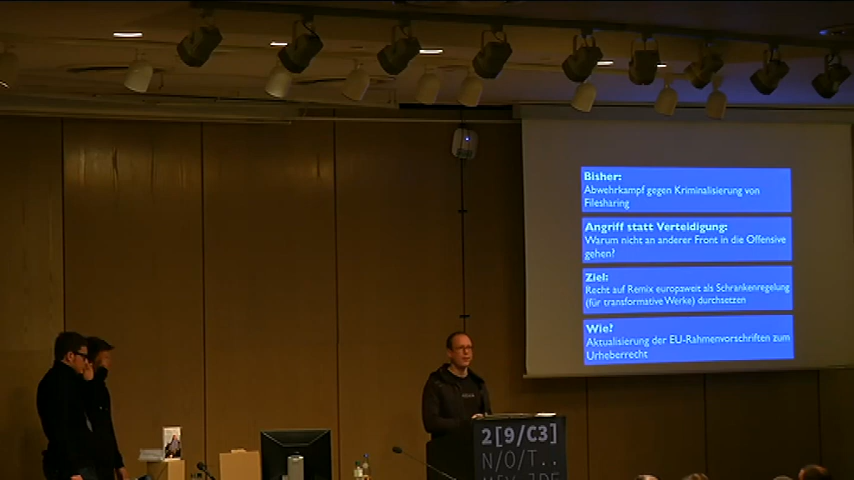 Bisher:
Abwehrkampf gegen Kriminalisierung von
Filesharing
Angriff statt Verteidigung:
Warum nicht an anderer Front in die Offensive
gehen?
Ziel:
Recht auf Remix europaweit als Schrankenregelung
(für transformative Werke) durchsetzen
Wie?
Aktualisierung der EU-Rahmenvorschriften zum
Urheberrecht
2[9/C3]
N/O/T..